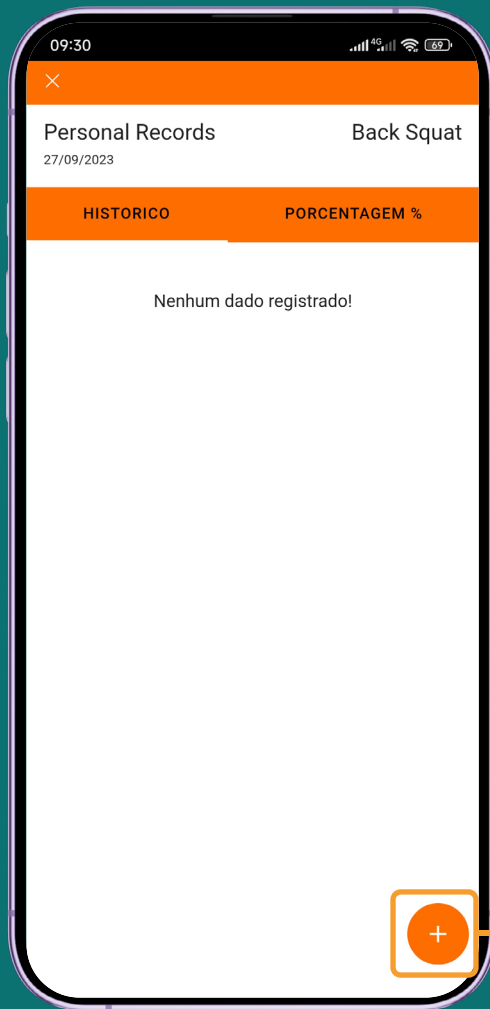 09:30 4G 69
Personal Records Back Squat
27/09/2023
HISTORICO PORCENTAGEM %
Nenhum dado registrado!
+